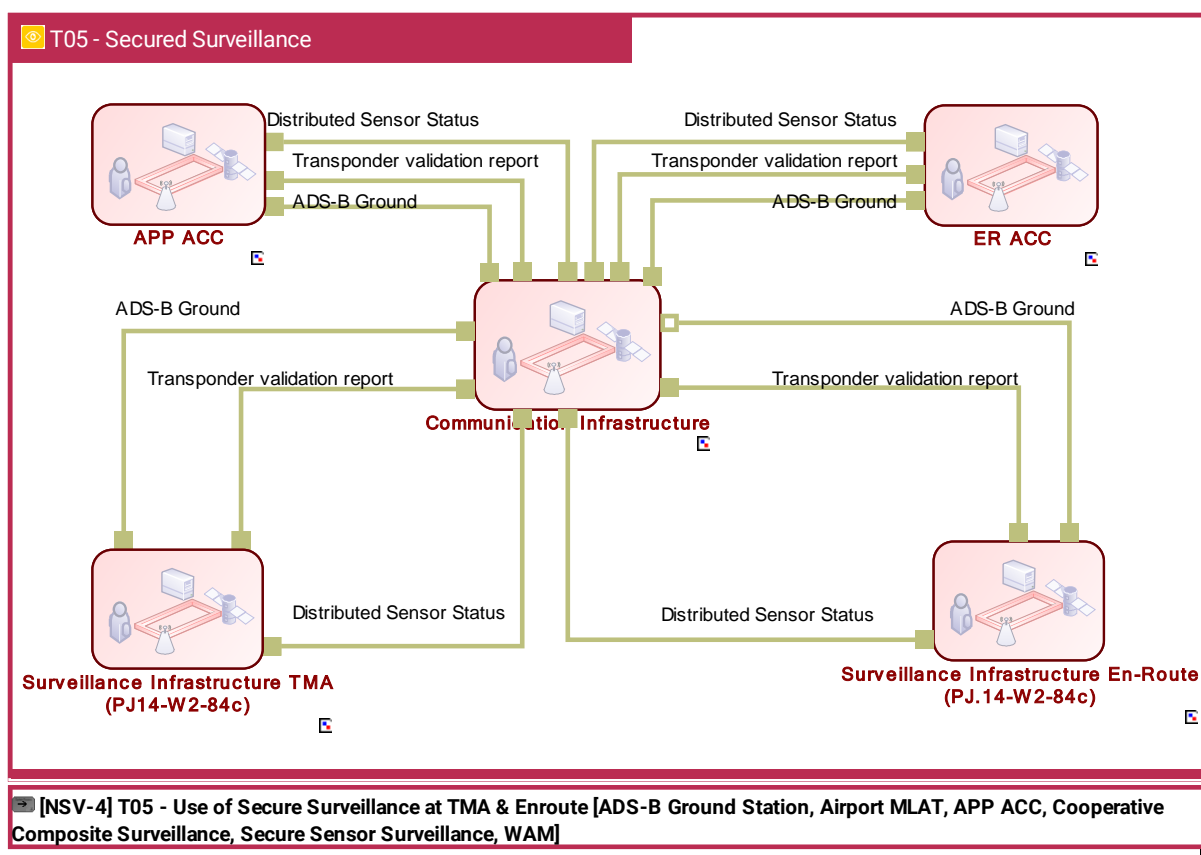 T05 - Secured Surveillance
Distributed Sensor Status
Distributed Sensor Status
Transponder validation report
Transponder validation report
ADS-B Ground
ADS-B Ground
APP ACC
ER ACC
ADS-B Ground
ADS-B Ground
Transponder validation report
Transponder validation report
Communication Infrastructure
Distributed Sensor Status
Distributed Sensor Status
Surveillance Infrastructure TMA
(PJ14-W2-84c)
Surveillance Infrastructure En-Route
(PJ.14-W2-84c)
[NSV-4] T05 - Use of Secure Surveillance at TMA & Enroute [ADS-B Ground Station, Airport MLAT, APP ACC, Cooperative
Composite Surveillance, Secure Sensor Surveillance, WAM]